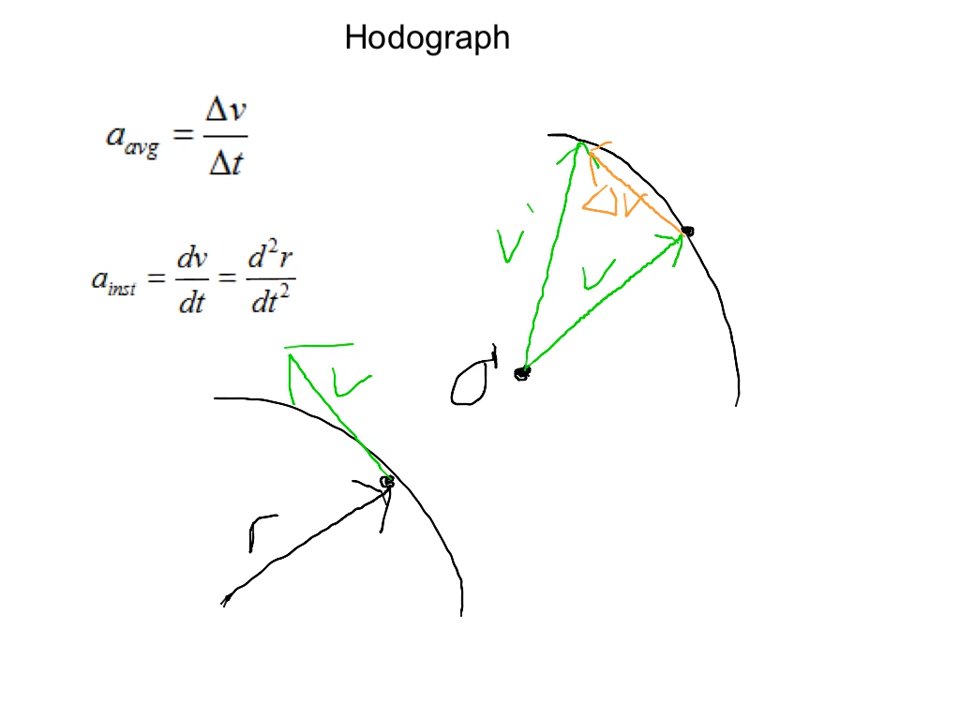 Hodograph
a_avg = Δv/Δt
a_inst = dv/dt = d²r/dt²
v'
v
Δv
O'
v
r